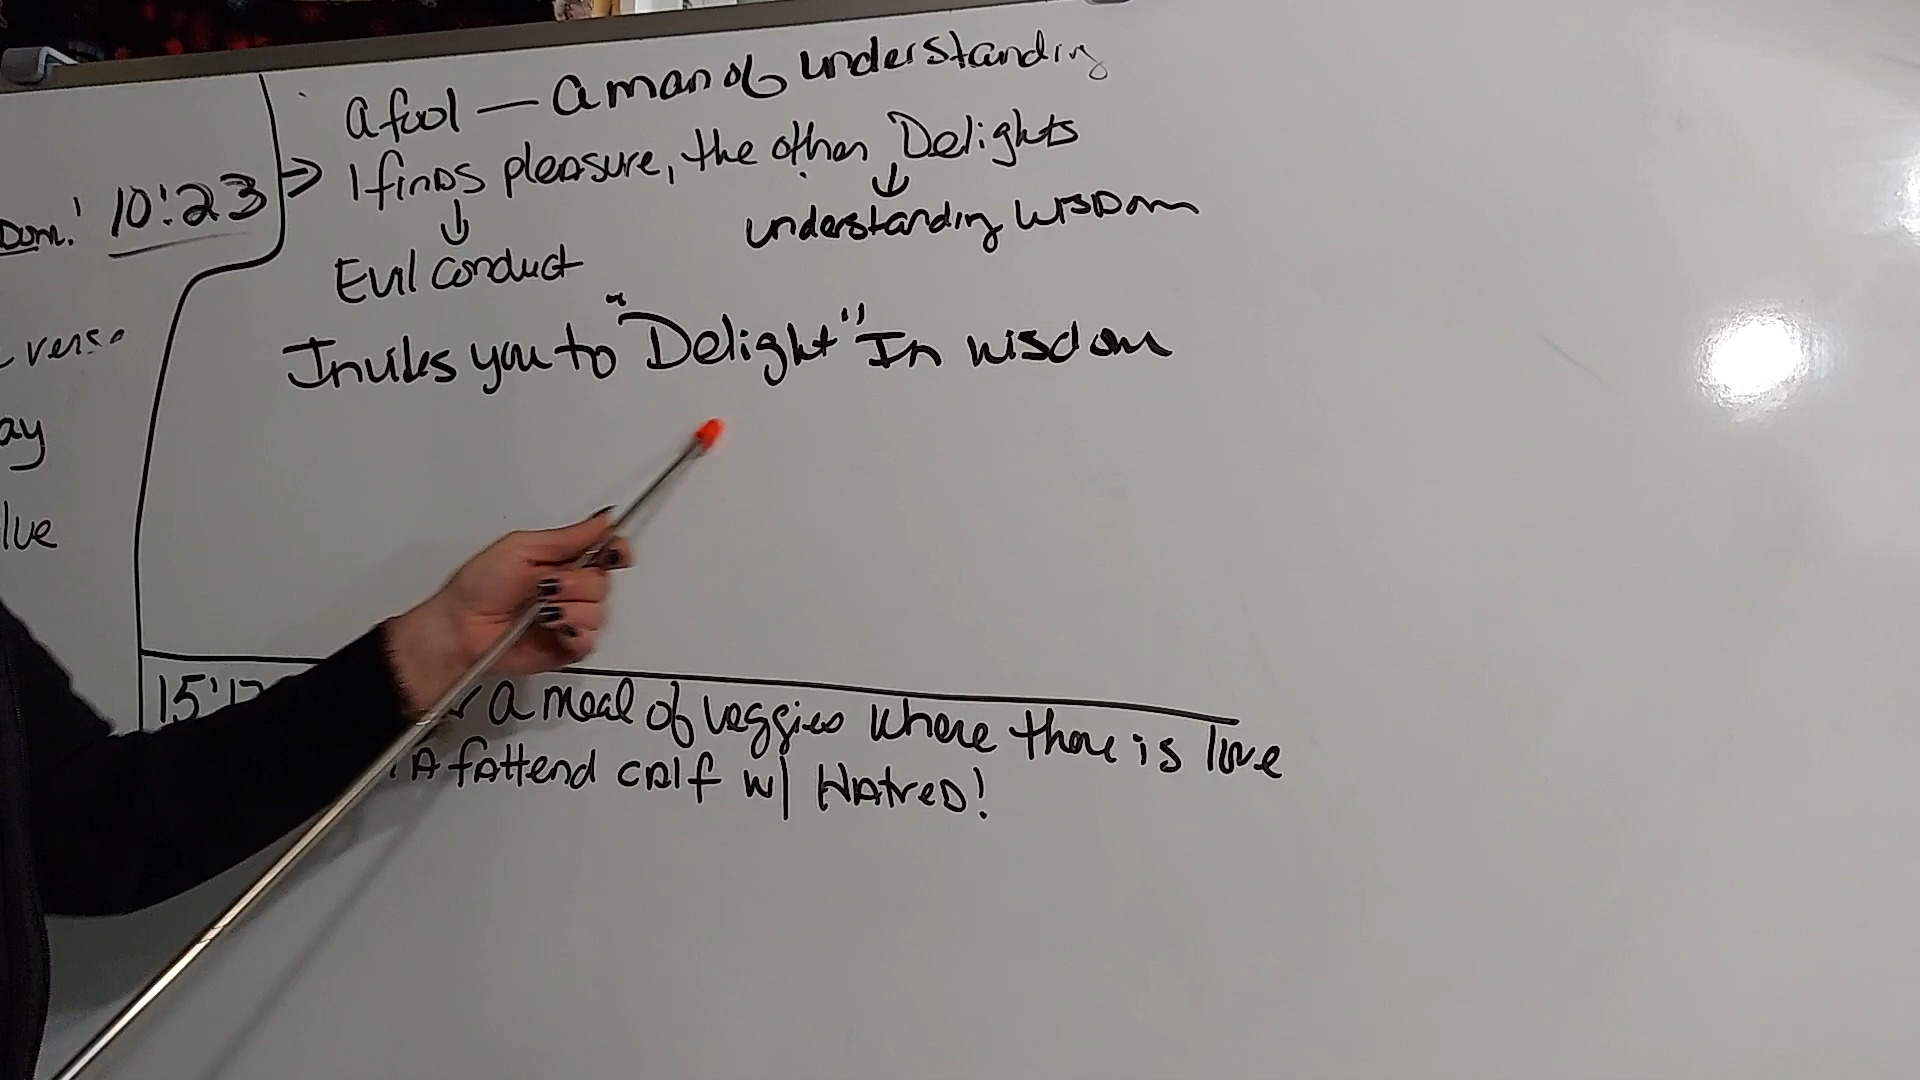 A fool — A man of understanding
1 finds pleasure, the other Delights
Dom. 10:23
understanding wisdom
Evil conduct
verse
Invites you to "Delight" In wisdom
ay
lue
15:17
a meal of veggies where there is love
A fattend calf w/ Hatred!